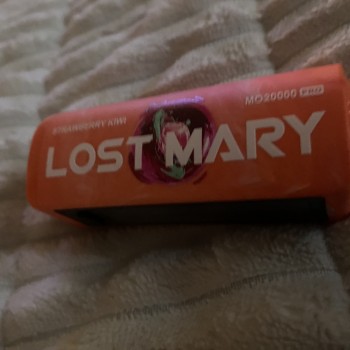 STRAWBERRY KIWI
MO20000 PRO
LOST MARY